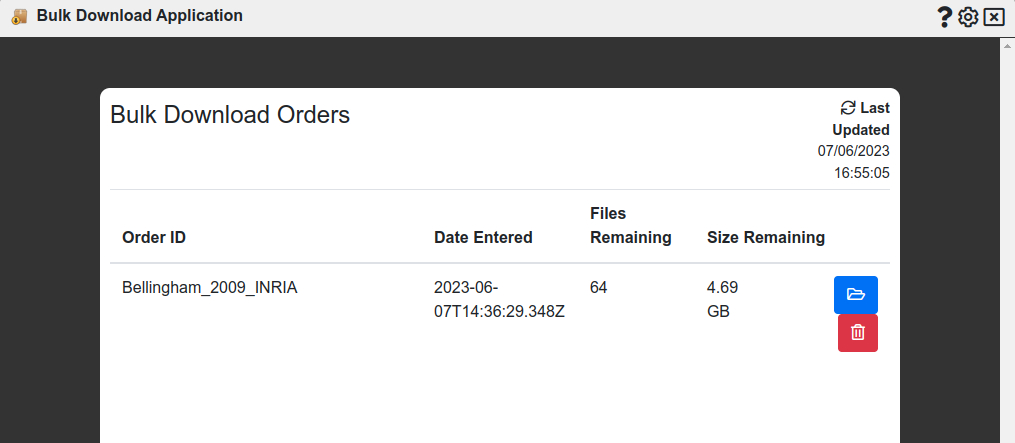 Bulk Download Application
Bulk Download Orders
Last
Updated
07/06/2023
16:55:05
Order ID
Date Entered
Files
Remaining
Size Remaining
Bellingham_2009_INRIA
2023-06-
07T14:36:29.348Z
64
4.69
GB